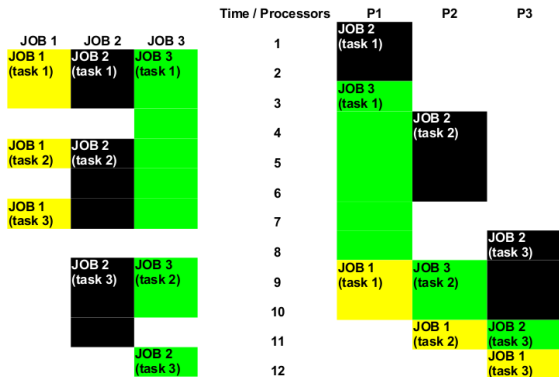 Time / Processors P1 P2 P3
JOB 1 JOB 2 JOB 3
JOB 1 (task 1)
JOB 2 (task 1)
JOB 3 (task 1)
JOB 1 (task 2)
JOB 2 (task 2)
JOB 1 (task 3)
JOB 2 (task 3)
JOB 3 (task 2)
JOB 2 (task 3)
1
2
3
4
5
6
7
8
9
10
11
12
JOB 2 (task 1)
JOB 3 (task 1)
JOB 2 (task 2)
JOB 2 (task 3)
JOB 1 (task 1)
JOB 3 (task 2)
JOB 1 (task 2)
JOB 2 (task 3)
JOB 1 (task 3)